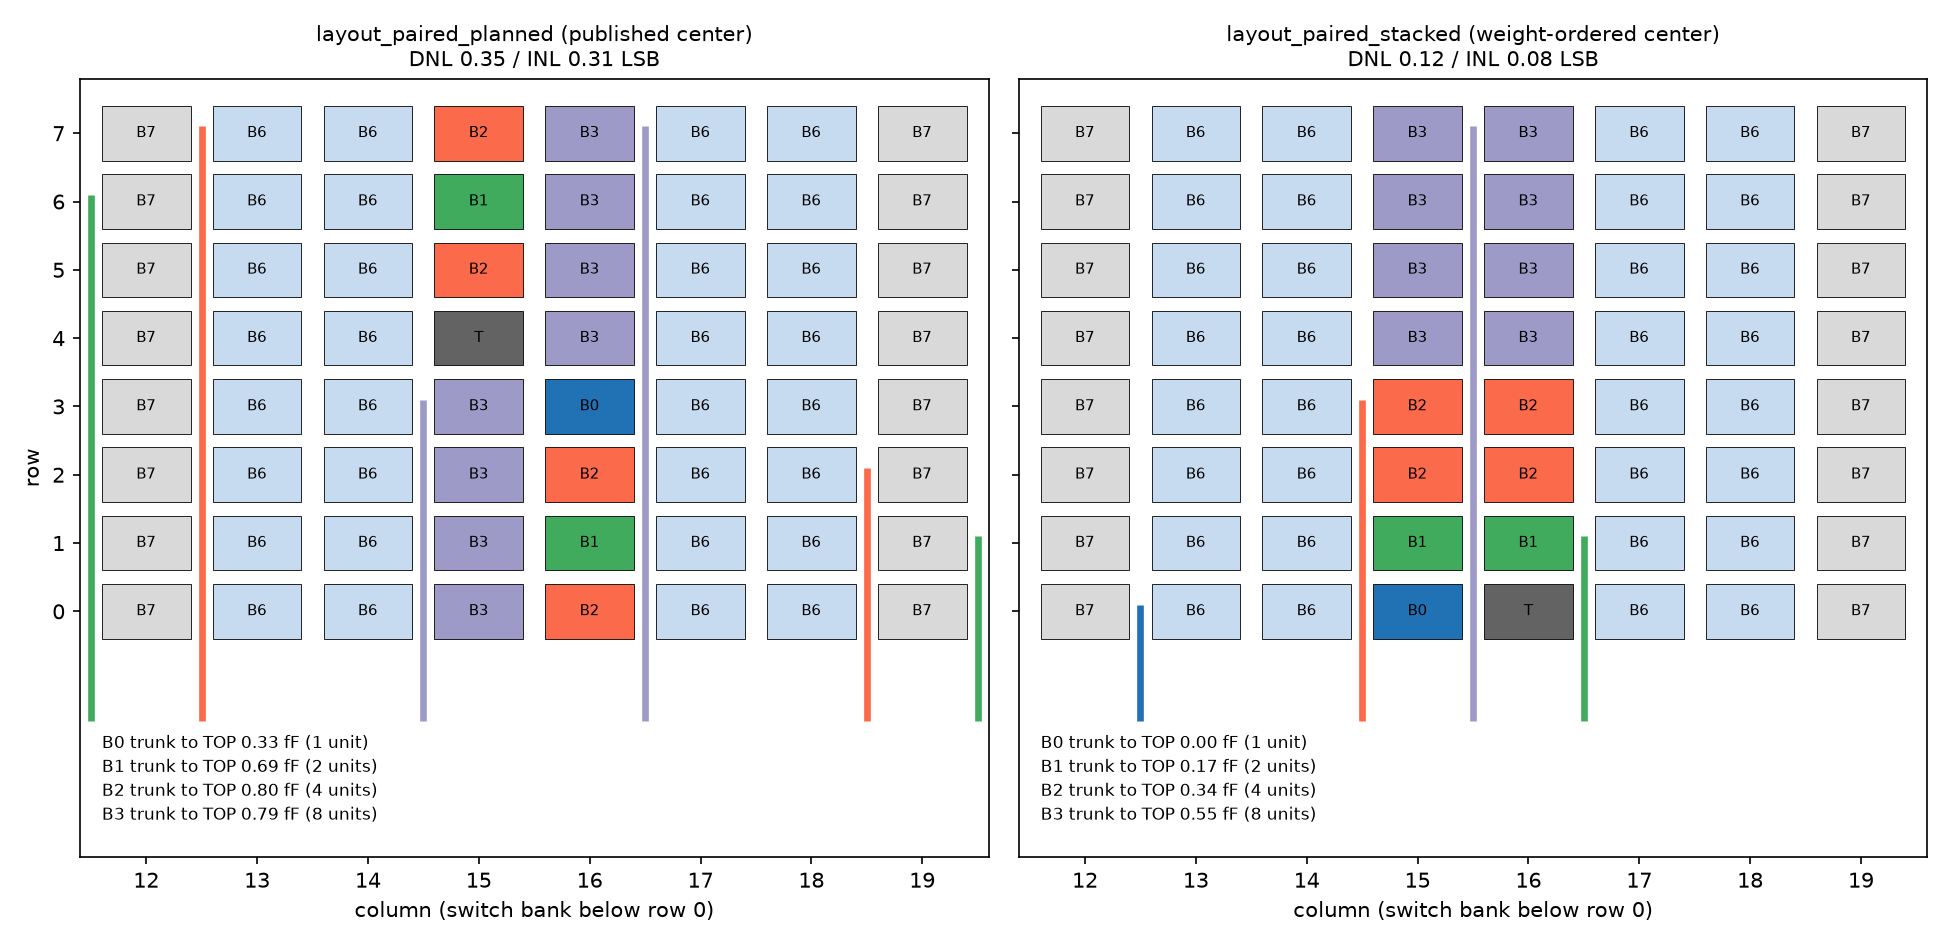 layout_paired_planned (published center)
DNL 0.35 / INL 0.31 LSB
7 B7 B6 B6 B2 B3 B6 B6 B7
6 B7 B6 B6 B1 B3 B6 B6 B7
5 B7 B6 B6 B2 B3 B6 B6 B7
4 B7 B6 B6 T B3 B6 B6 B7
3 B7 B6 B6 B3 B0 B6 B6 B7
2 B7 B6 B6 B3 B2 B6 B6 B7
1 B7 B6 B6 B3 B1 B6 B6 B7
0 B7 B6 B6 B3 B2 B6 B6 B7
row
B0 trunk to TOP 0.33 fF (1 unit)
B1 trunk to TOP 0.69 fF (2 units)
B2 trunk to TOP 0.80 fF (4 units)
B3 trunk to TOP 0.79 fF (8 units)
12 13 14 15 16 17 18 19
column (switch bank below row 0)
layout_paired_stacked (weight-ordered center)
DNL 0.12 / INL 0.08 LSB
B7 B6 B6 B3 B3 B6 B6 B7
B7 B6 B6 B3 B3 B6 B6 B7
B7 B6 B6 B3 B3 B6 B6 B7
B7 B6 B6 B3 B3 B6 B6 B7
B7 B6 B6 B2 B2 B6 B6 B7
B7 B6 B6 B2 B2 B6 B6 B7
B7 B6 B6 B1 B1 B6 B6 B7
B7 B6 B6 B0 T B6 B6 B7
B0 trunk to TOP 0.00 fF (1 unit)
B1 trunk to TOP 0.17 fF (2 units)
B2 trunk to TOP 0.34 fF (4 units)
B3 trunk to TOP 0.55 fF (8 units)
12 13 14 15 16 17 18 19
column (switch bank below row 0)